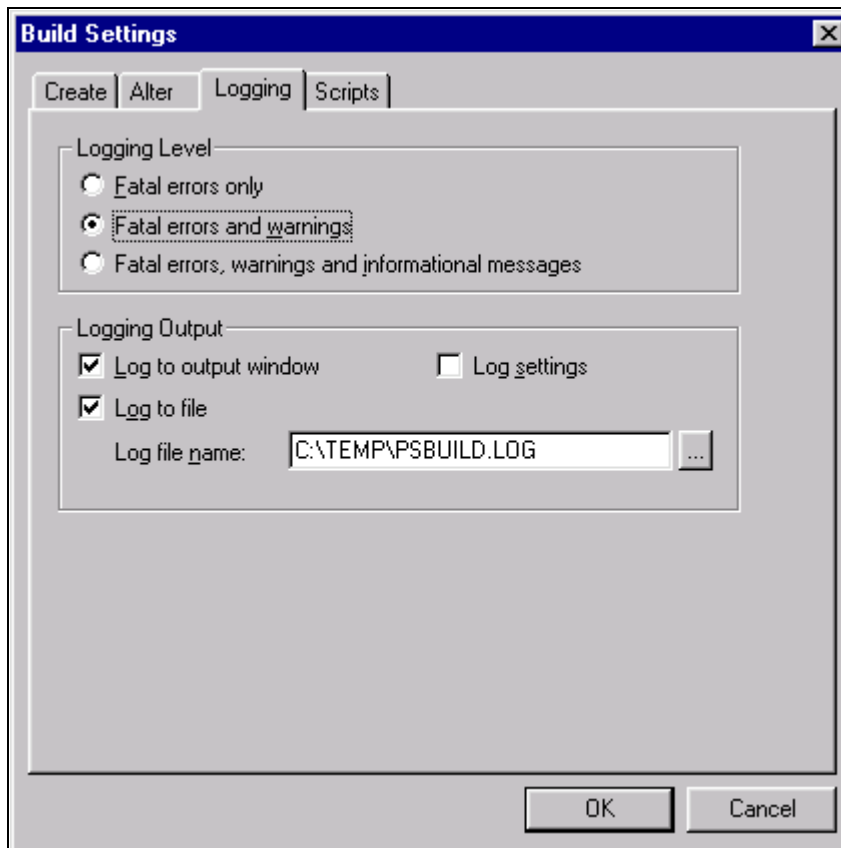 Build Settings
Create Alter Logging Scripts
Logging Level
Fatal errors only
Fatal errors and warnings
Fatal errors, warnings and informational messages
Logging Output
Log to output window Log settings
Log to file
Log file name: C:\TEMP\PSBUILD.LOG ...
OK Cancel